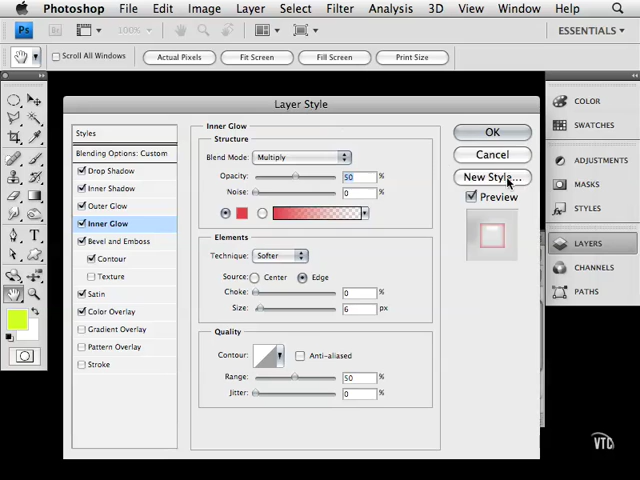 Photoshop File Edit Image Layer Select Filter Analysis 3D View Window Help
Ps 100% ESSENTIALS
Scroll All Windows Actual Pixels Fit Screen Fill Screen Print Size
Layer Style
Styles
Blending Options: Custom
Drop Shadow
Inner Shadow
Outer Glow
Inner Glow
Bevel and Emboss
Contour
Texture
Satin
Color Overlay
Gradient Overlay
Pattern Overlay
Stroke
Inner Glow
Structure
Blend Mode: Multiply
Opacity: 50 %
Noise: 0 %
Elements
Technique: Softer
Source: Center Edge
Choke: 0 %
Size: 6 px
Quality
Contour: Anti-aliased
Range: 50 %
Jitter: 0 %
OK
Cancel
New Style...
Preview
COLOR
SWATCHES
ADJUSTMENTS
MASKS
STYLES
LAYERS
CHANNELS
PATHS
VTC